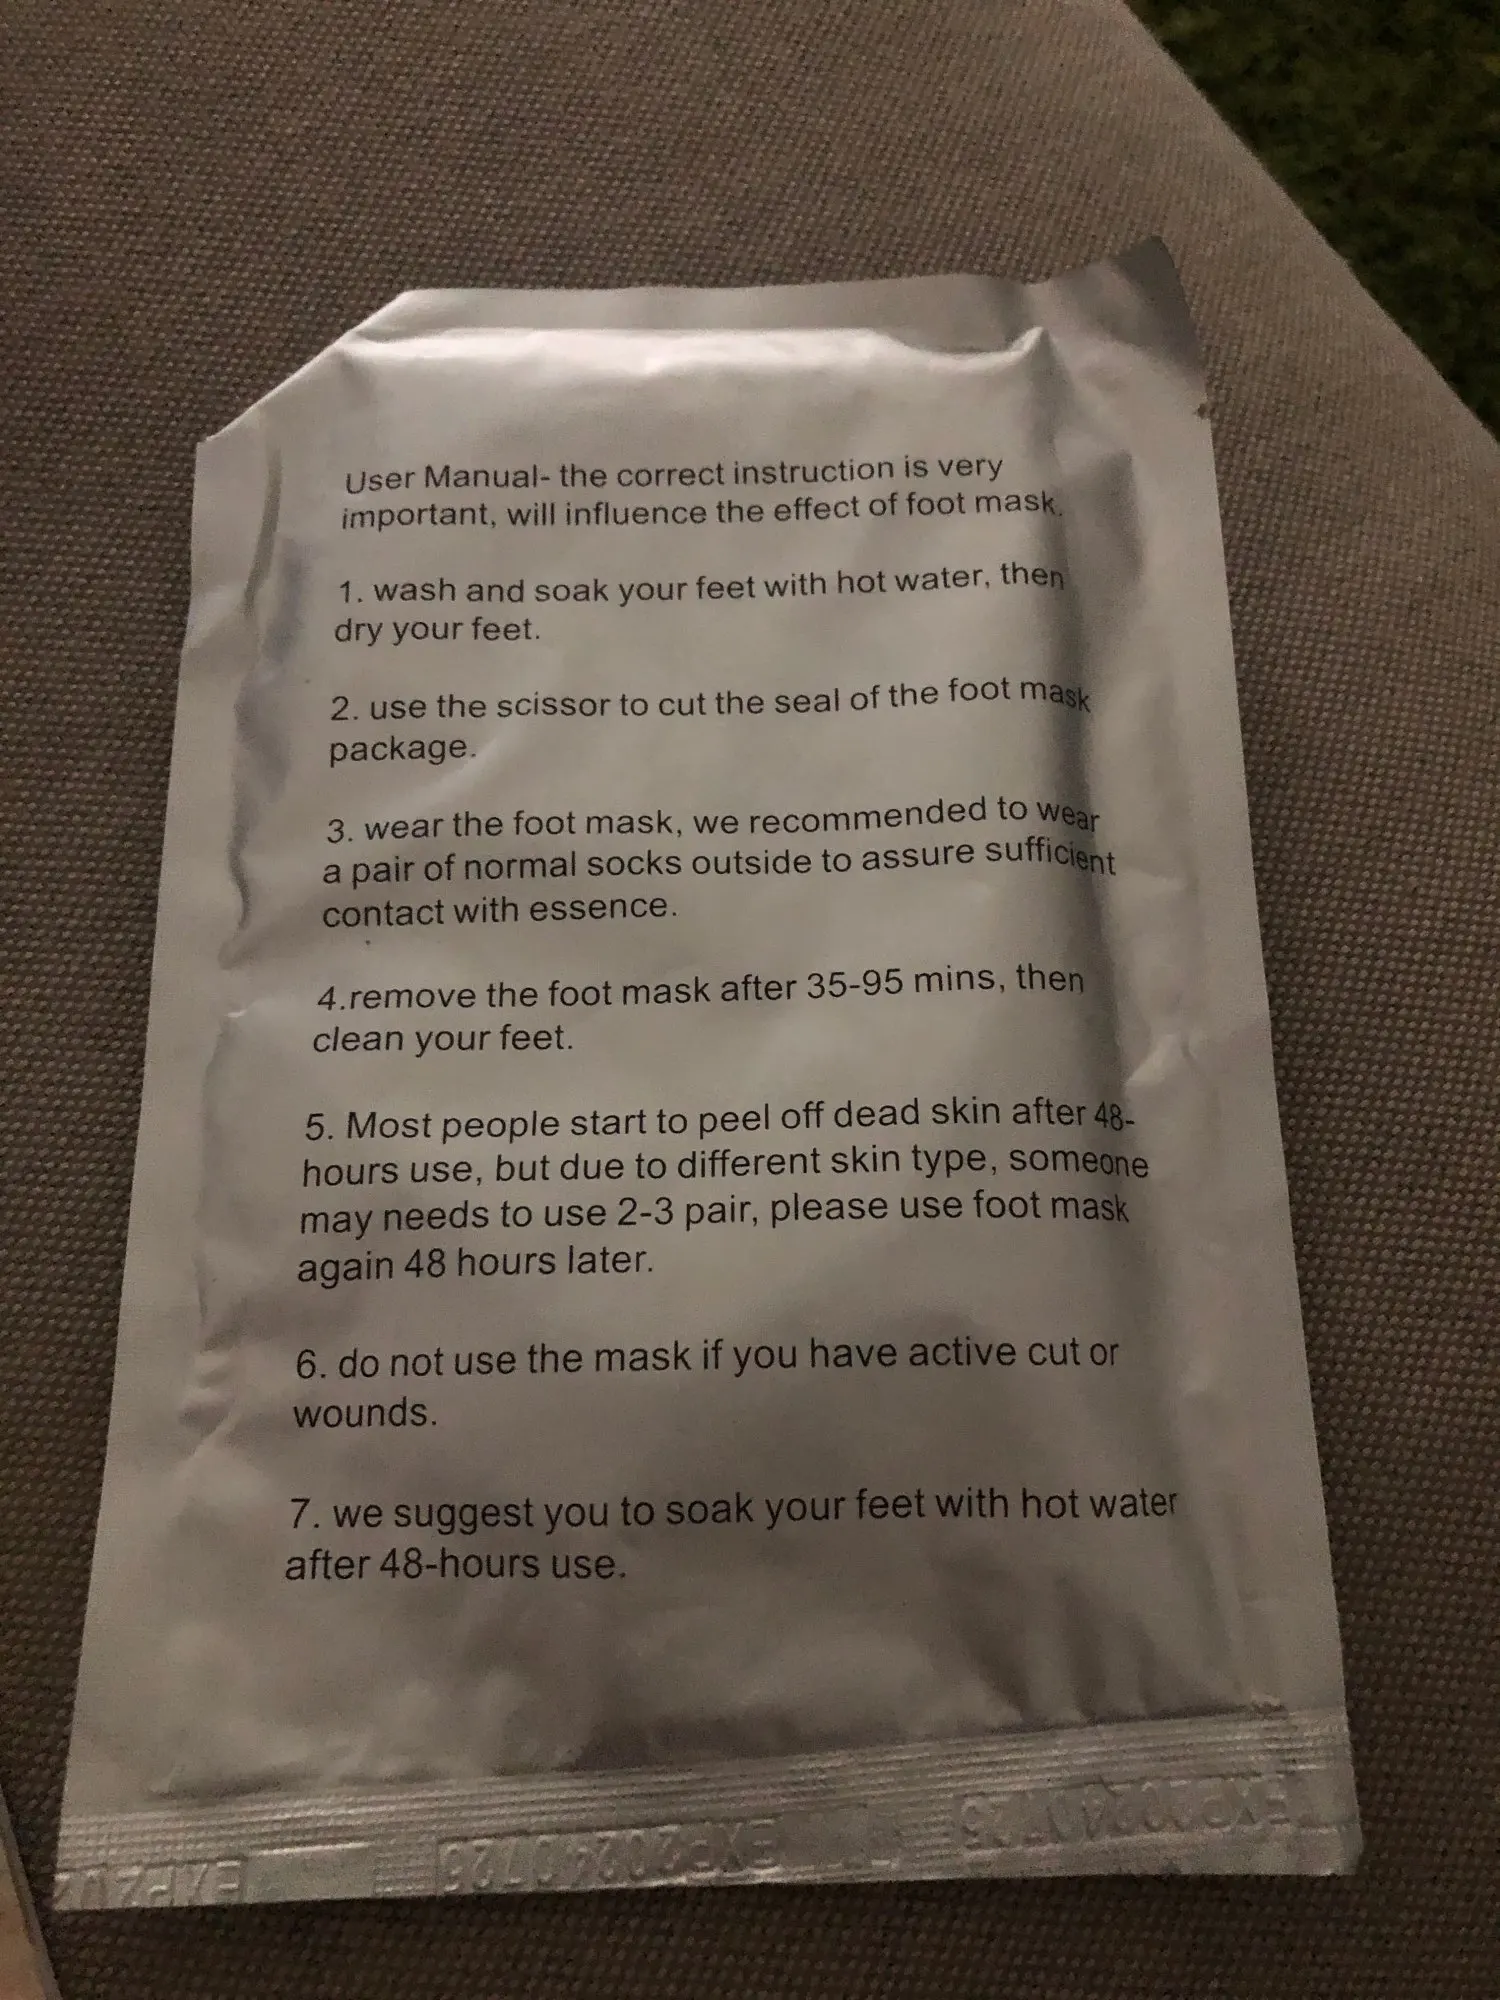 User Manual- the correct instruction is very
important, will influence the effect of foot mask.
1. wash and soak your feet with hot water, then
dry your feet.
2. use the scissor to cut the seal of the foot mask
package.
3. wear the foot mask, we recommended to wear
a pair of normal socks outside to assure sufficient
contact with essence.
4.remove the foot mask after 35-95 mins, then
clean your feet.
5. Most people start to peel off dead skin after 48-
hours use, but due to different skin type, someone
may needs to use 2-3 pair, please use foot mask
again 48 hours later.
6. do not use the mask if you have active cut or
wounds.
7. we suggest you to soak your feet with hot water
after 48-hours use.